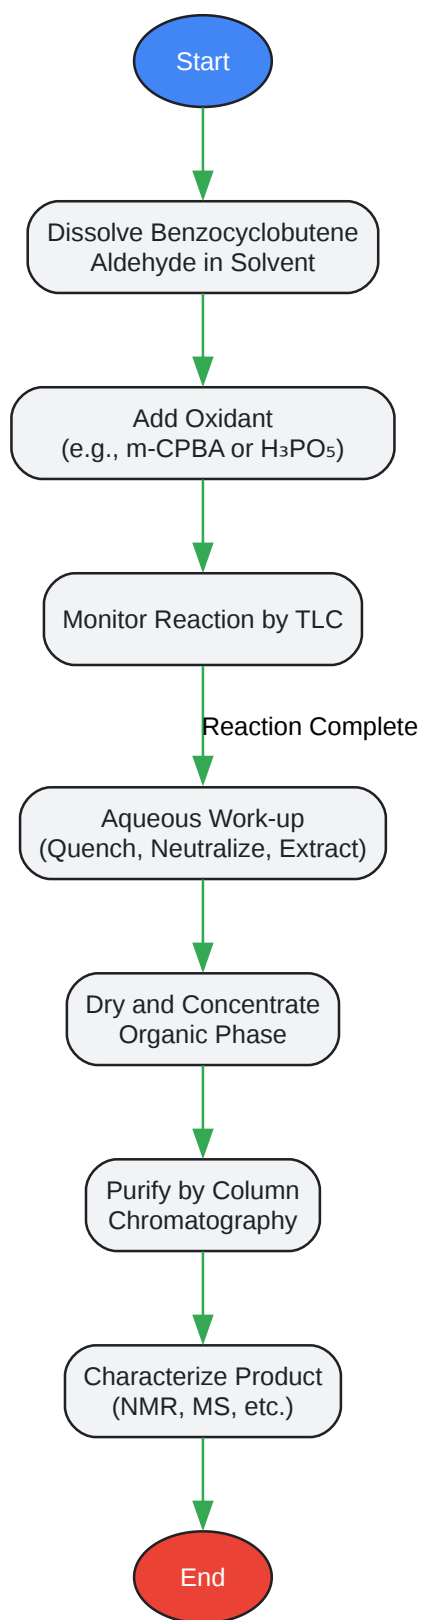 Start
Dissolve Benzocyclobutene
Aldehyde in Solvent
Add Oxidant
(e.g., m-CPBA or H₃PO₅)
Monitor Reaction by TLC
Reaction Complete
Aqueous Work-up
(Quench, Neutralize, Extract)
Dry and Concentrate
Organic Phase
Purify by Column
Chromatography
Characterize Product
(NMR, MS, etc.)
End